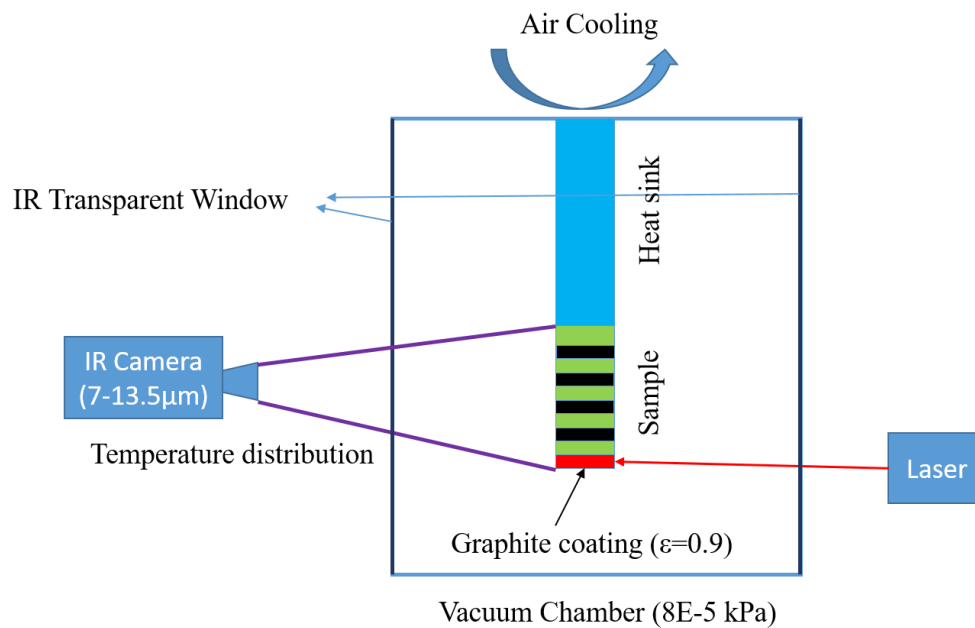 Air Cooling
IR Transparent Window
Heat sink
IR Camera
(7-13.5μm)
Sample
Temperature distribution
Laser
Graphite coating (ε=0.9)
Vacuum Chamber (8E-5 kPa)